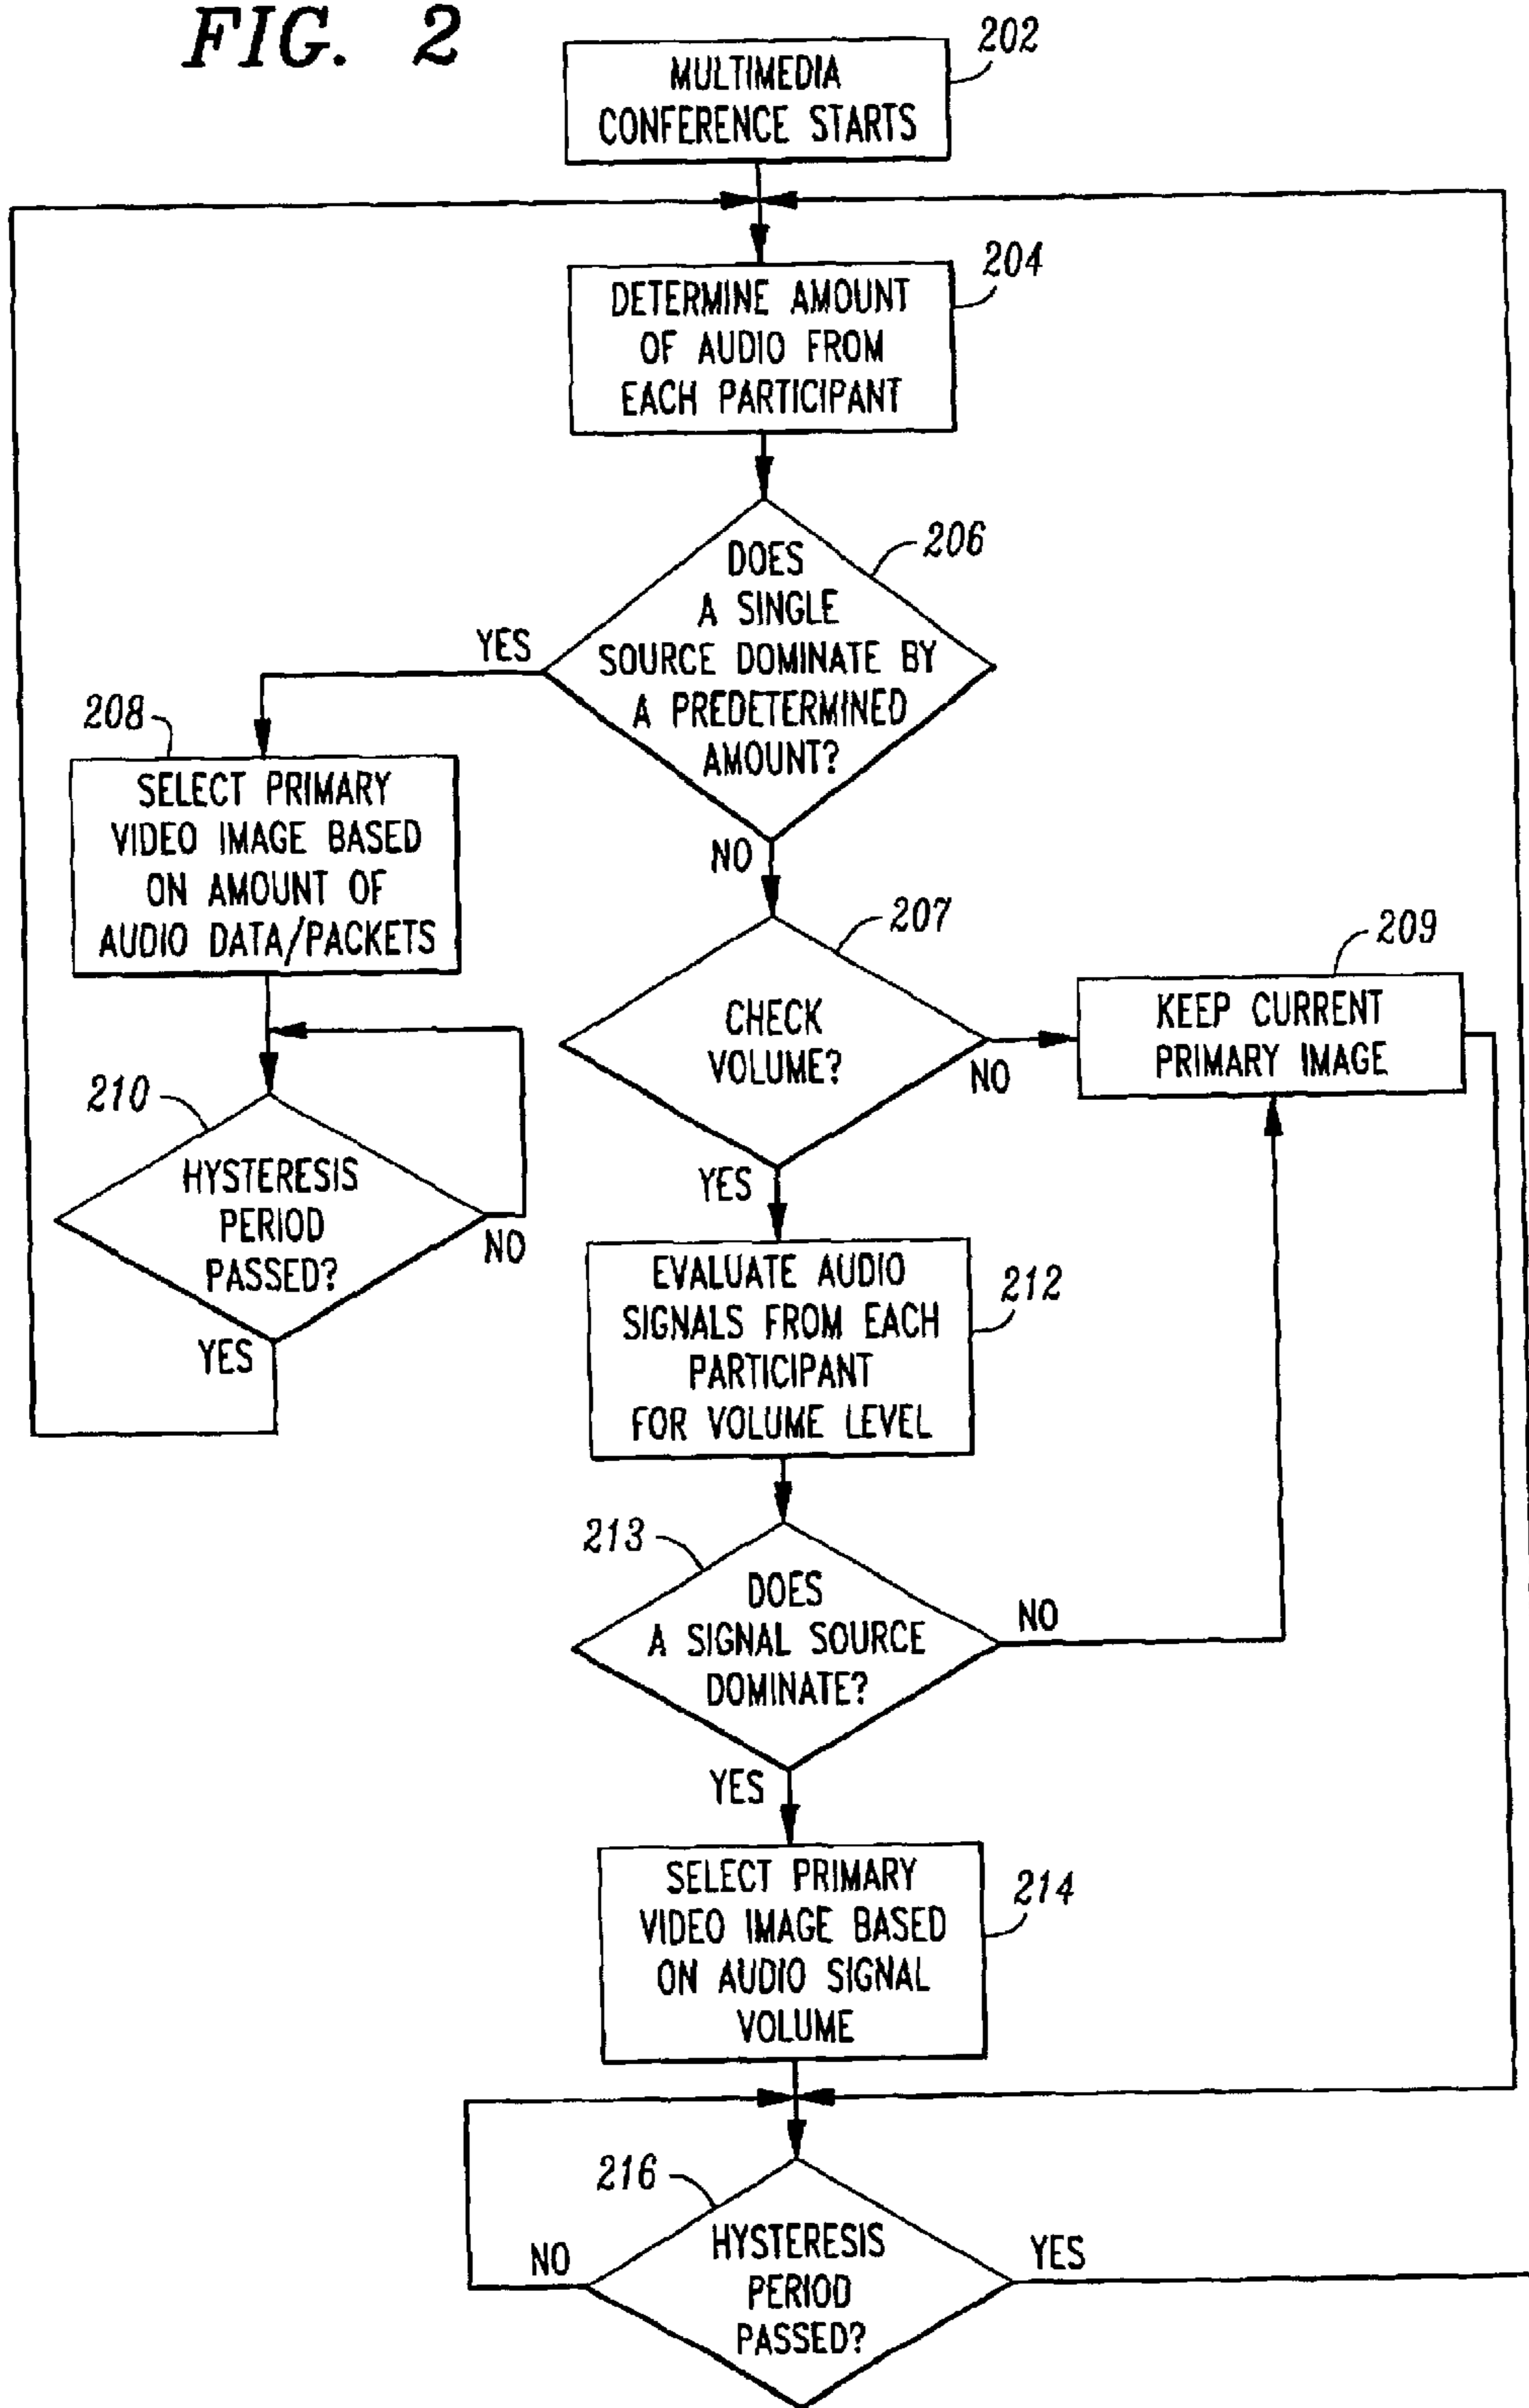 FIG. 2
202
MULTIMEDIA
CONFERENCE STARTS
204
DETERMINE AMOUNT
OF AUDIO FROM
EACH PARTICIPANT
206
DOES
A SINGLE
SOURCE DOMINATE BY
A PREDETERMINED
AMOUNT?
YES
NO
208
SELECT PRIMARY
VIDEO IMAGE BASED
ON AMOUNT OF
AUDIO DATA/PACKETS
207
CHECK
VOLUME?
NO
YES
209
KEEP CURRENT
PRIMARY IMAGE
210
HYSTERESIS
PERIOD
PASSED?
NO
YES
212
EVALUATE AUDIO
SIGNALS FROM EACH
PARTICIPANT
FOR VOLUME LEVEL
213
DOES
A SIGNAL SOURCE
DOMINATE?
NO
YES
214
SELECT PRIMARY
VIDEO IMAGE BASED
ON AUDIO SIGNAL
VOLUME
216
HYSTERESIS
PERIOD
PASSED?
NO
YES